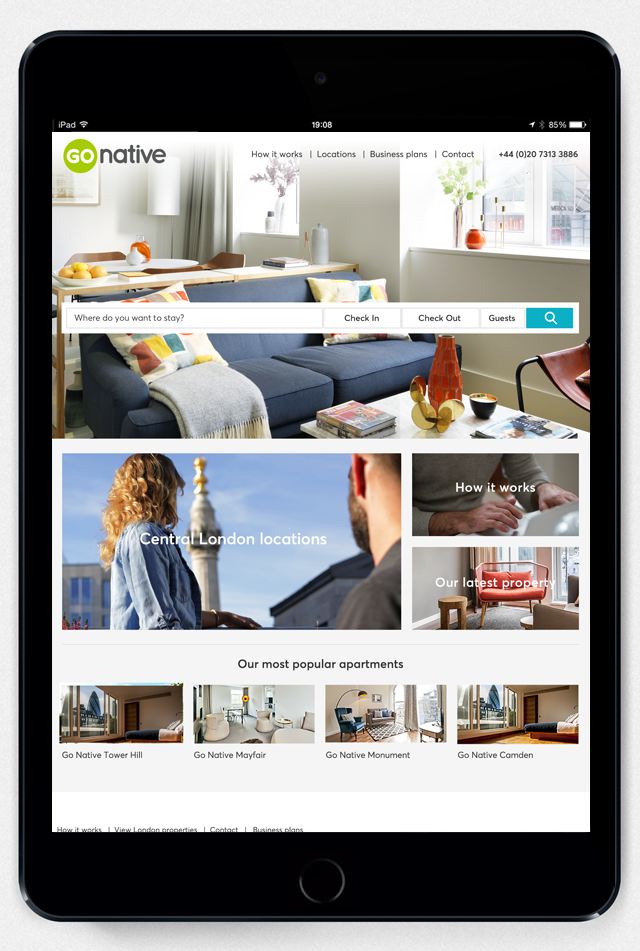 iPad 19:08 85%
GO native
How it works | Locations | Business plans | Contact +44 (0)20 7313 3886
Where do you want to stay? Check In Check Out Guests
How it works
Central London locations
Our latest property
Our most popular apartments
Go Native Tower Hill Go Native Mayfair Go Native Monument Go Native Camden
How it works | View London properties | Contact | Business plans